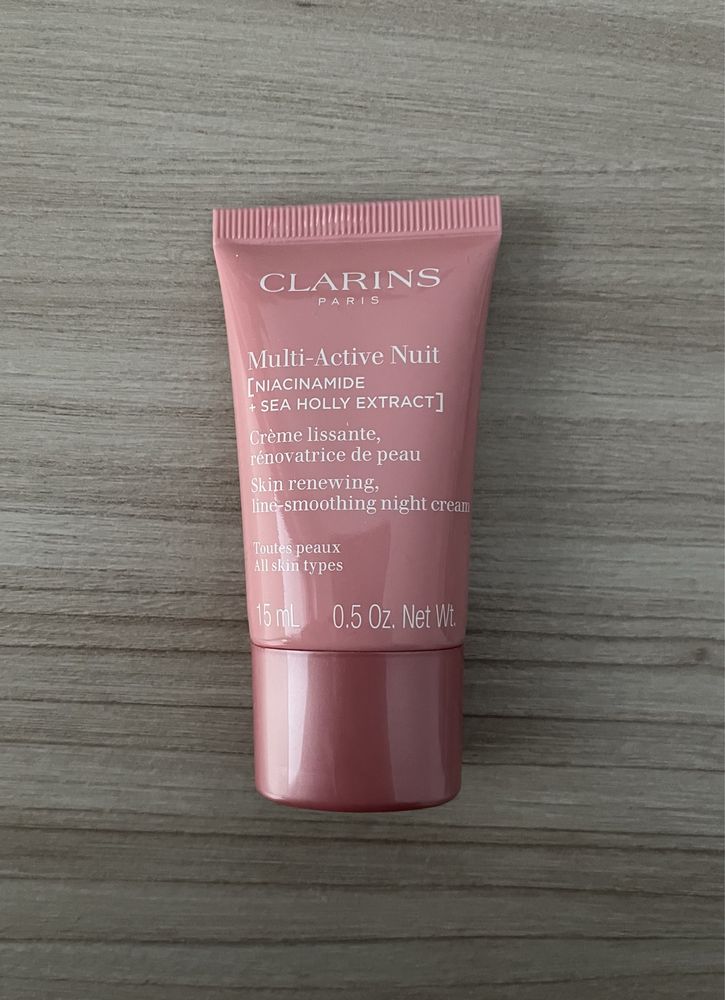 CLARINS
PARIS
Multi-Active Nuit
[NIACINAMIDE
+ SEA HOLLY EXTRACT]
Crème lissante,
rénovatrice de peau
Skin renewing,
line-smoothing night cream
Toutes peaux
All skin types
15 mL 0.5 Oz. Net Wt.